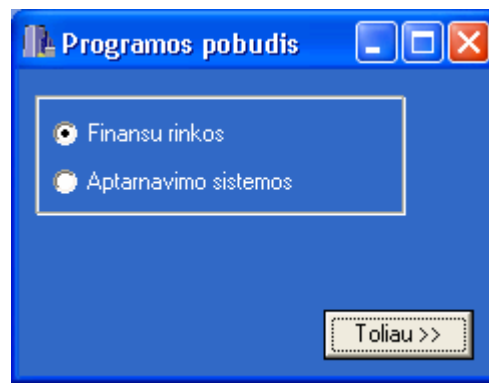 Programos pobudis
Finansu rinkos
Aptarnavimo sistemos
Toliau >>